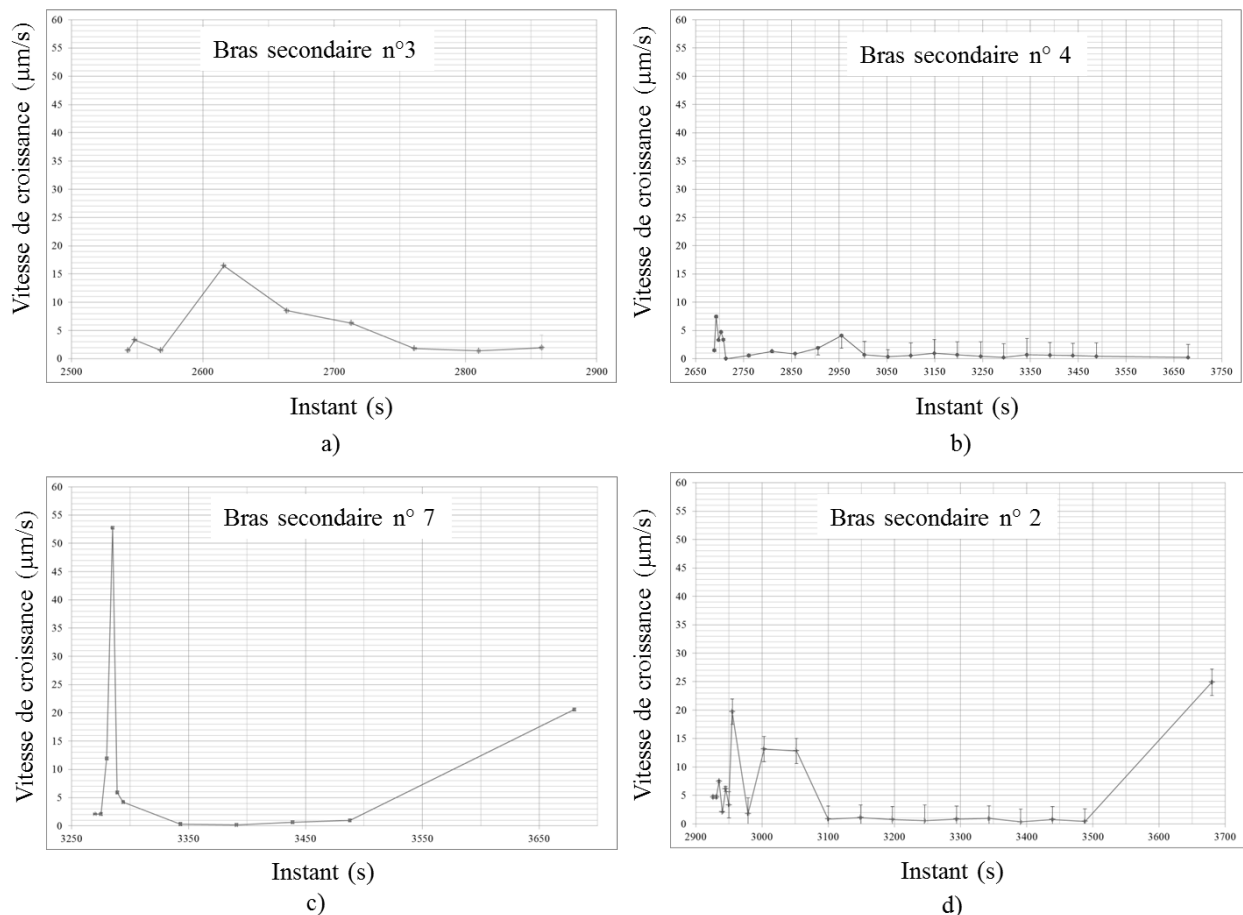 Bras secondaire n°3
Vitesse de croissance (µm/s)
60
55
50
45
40
35
30
25
20
15
10
5
0
2500 2600 2700 2800 2900
Instant (s)
a)
Bras secondaire n° 4
Vitesse de croissance (µm/s)
60
55
50
45
40
35
30
25
20
15
10
5
0
2650 2750 2850 2950 3050 3150 3250 3350 3450 3550 3650 3750
Instant (s)
b)
Bras secondaire n° 7
Vitesse de croissance (µm/s)
60
55
50
45
40
35
30
25
20
15
10
5
0
3250 3350 3450 3550 3650
Instant (s)
c)
Bras secondaire n° 2
Vitesse de croissance (µm/s)
60
55
50
45
40
35
30
25
20
15
10
5
0
2900 3000 3100 3200 3300 3400 3500 3600 3700
Instant (s)
d)